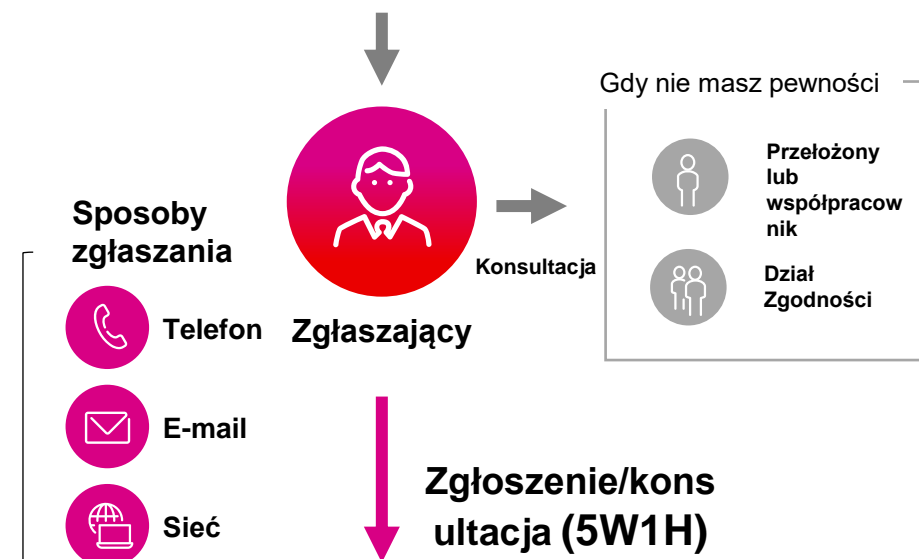 Gdy nie masz pewności
Przełożony
lub
współpracow
nik
Dział
Zgodności
Konsultacja
Zgłaszający
Sposoby
zgłaszania
Telefon
E-mail
Sieć
Zgłoszenie/kons
ultacja (5W1H)